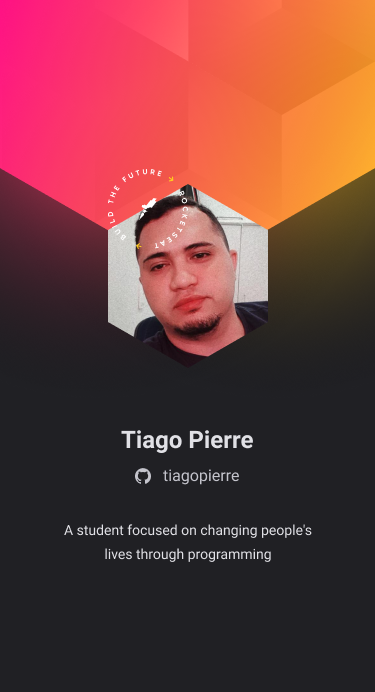 BUILD THE FUTURE
ROCKETSEAT
Tiago Pierre
tiagopierre
A student focused on changing people's
lives through programming